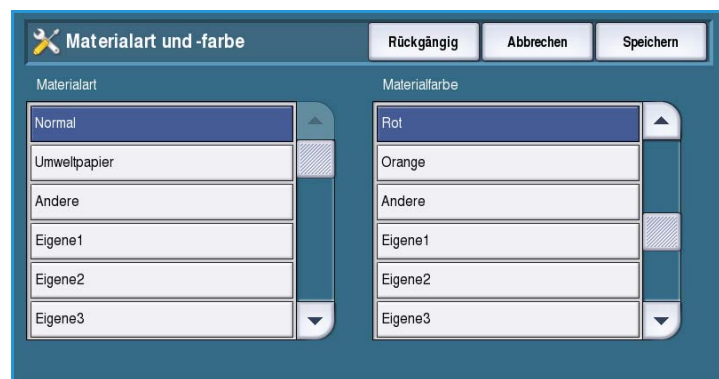 Materialart und -farbe
Rückgängig
Abbrechen
Speichern
Materialart
Normal
Umweltpapier
Andere
Eigene1
Eigene2
Eigene3
Materialfarbe
Rot
Orange
Andere
Eigene1
Eigene2
Eigene3